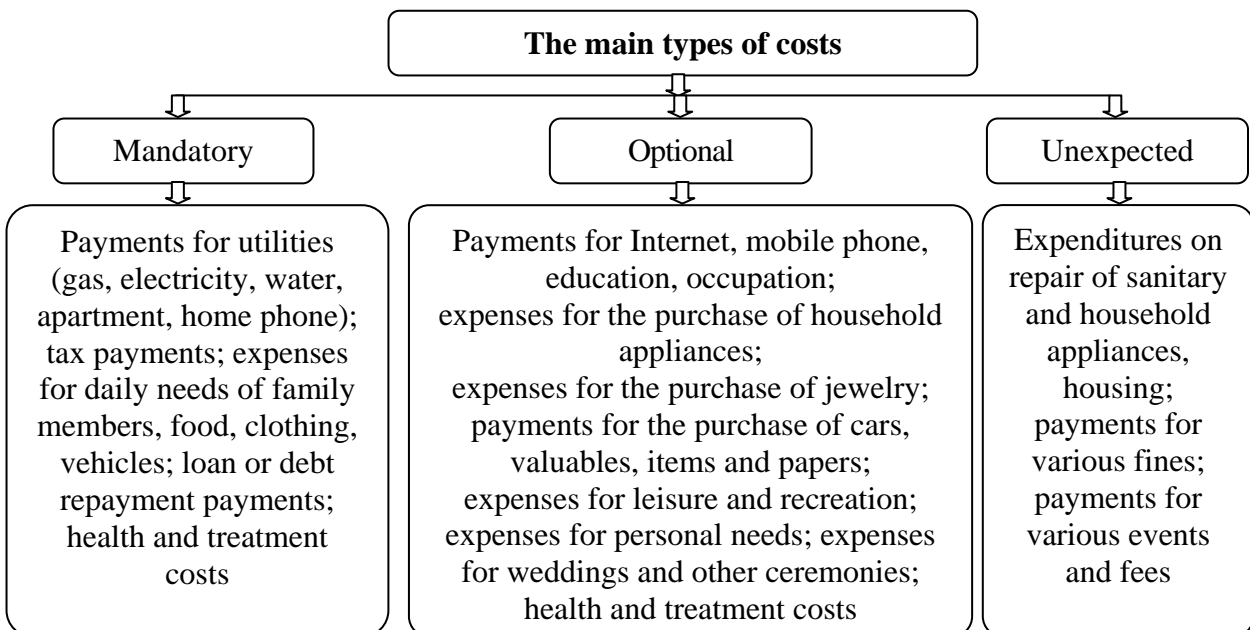 The main types of costs
Mandatory
Optional
Unexpected
Payments for utilities
(gas, electricity, water,
apartment, home phone);
tax payments; expenses
for daily needs of family
members, food, clothing,
vehicles; loan or debt
repayment payments;
health and treatment
costs
Payments for Internet, mobile phone,
education, occupation;
expenses for the purchase of household
appliances;
expenses for the purchase of jewelry;
payments for the purchase of cars,
valuables, items and papers;
expenses for leisure and recreation;
expenses for personal needs; expenses
for weddings and other ceremonies;
health and treatment costs
Expenditures on
repair of sanitary
and household
appliances,
housing;
payments for
various fines;
payments for
various events
and fees